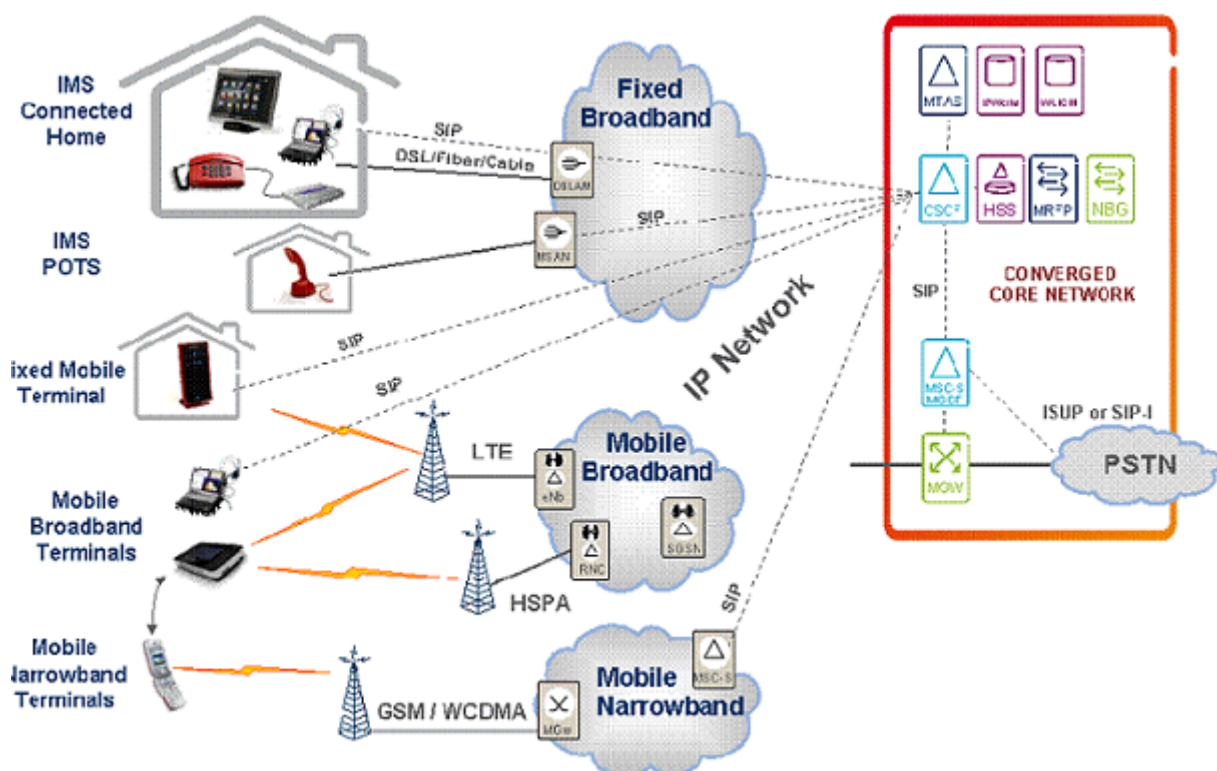 IMS
Connected
Home
SIP
DSL/Fiber/Cable
Fixed
Broadband
DSLAM
MSAN
SIP
IMS
POTS
ixed Mobile
Terminal
SIP
SIP
IP Network
LTE
Mobile
Broadband
eNb
SGSN
RNC
HSPA
Mobile
Broadband
Terminals
Mobile
Narrowband
Terminals
GSM / WCDMA
MGW
Mobile
Narrowband
MSC-S
SIP
MTAS
CSCF
HSS
MRFP
NBG
CONVERGED
CORE NETWORK
SIP
MSC-S
ISUP or SIP-I
PSTN